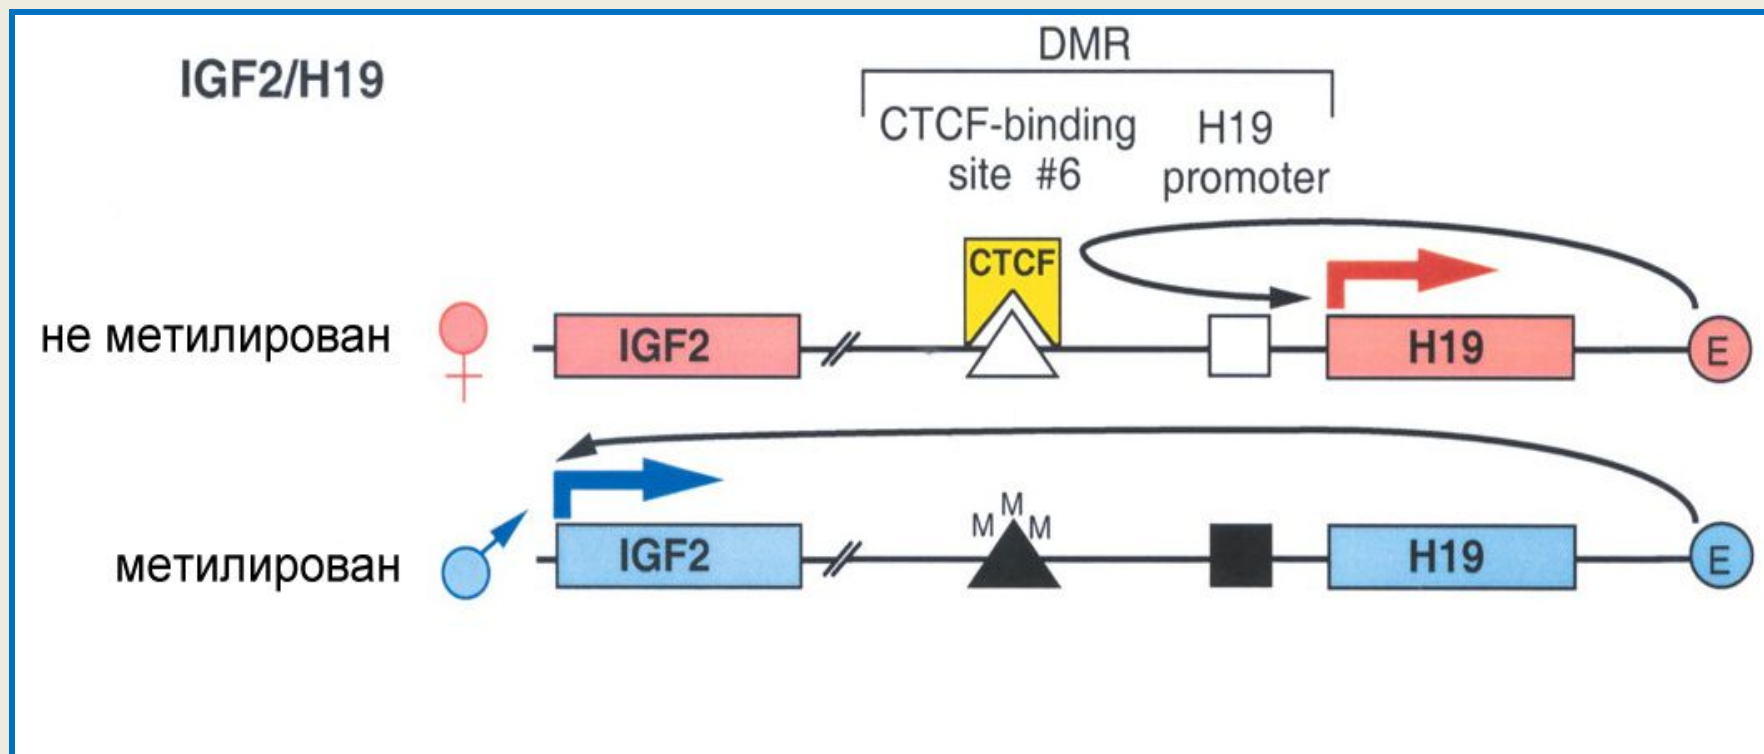 IGF2/H19
DMR
CTCF-binding
site #6
H19
promoter
CTCF
не метилирован
IGF2
H19
E
M
M
M
метилирован
IGF2
H19
E